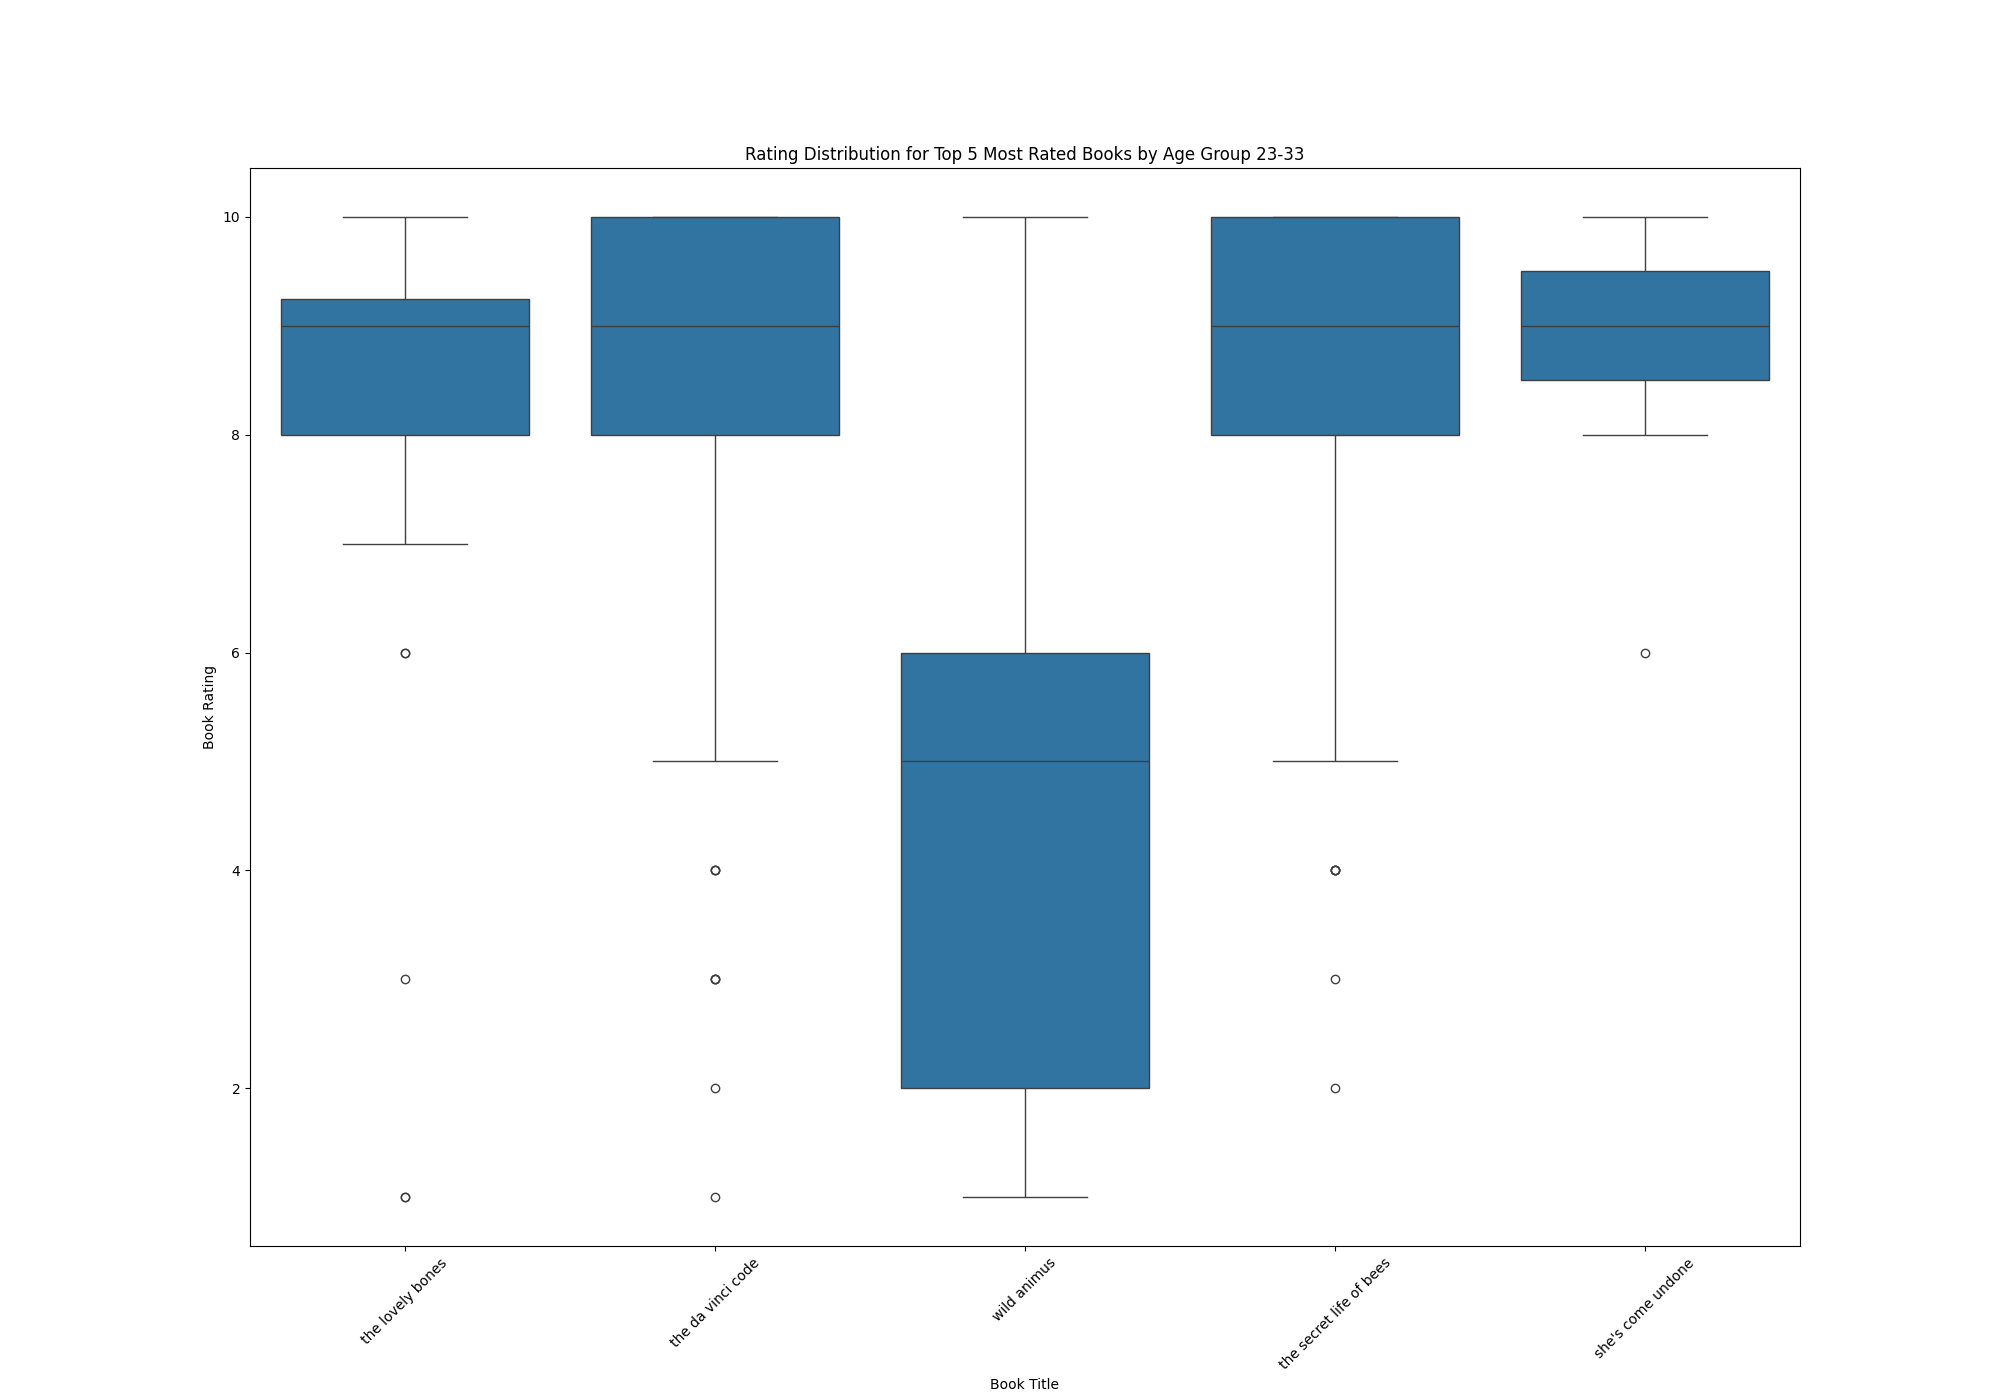 Rating Distribution for Top 5 Most Rated Books by Age Group 23-33
10
8
6
4
2
Book Rating
the lovely bones
the da vinci code
wild animus
the secret life of bees
she's come undone
Book Title